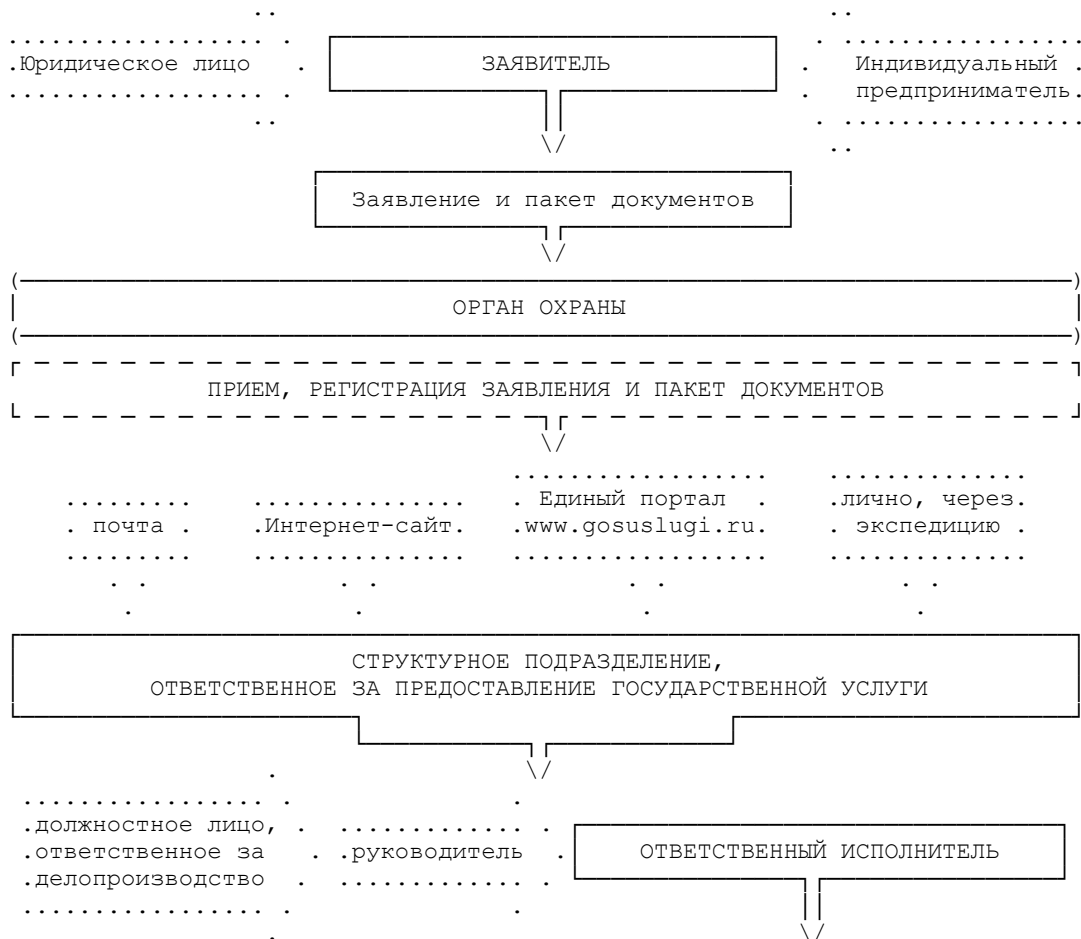 Юридическое лицо
ЗАЯВИТЕЛЬ
Индивидуальный
предприниматель
Заявление и пакет документов
ОРГАН ОХРАНЫ
ПРИЕМ, РЕГИСТРАЦИЯ ЗАЯВЛЕНИЯ И ПАКЕТ ДОКУМЕНТОВ
почта
Интернет-сайт
Единый портал
www.gosuslugi.ru
лично, через
экспедицию
СТРУКТУРНОЕ ПОДРАЗДЕЛЕНИЕ,
ОТВЕТСТВЕННОЕ ЗА ПРЕДОСТАВЛЕНИЕ ГОСУДАРСТВЕННОЙ УСЛУГИ
должностное лицо,
ответственное за
делопроизводство
руководитель
ОТВЕТСТВЕННЫЙ ИСПОЛНИТЕЛЬ